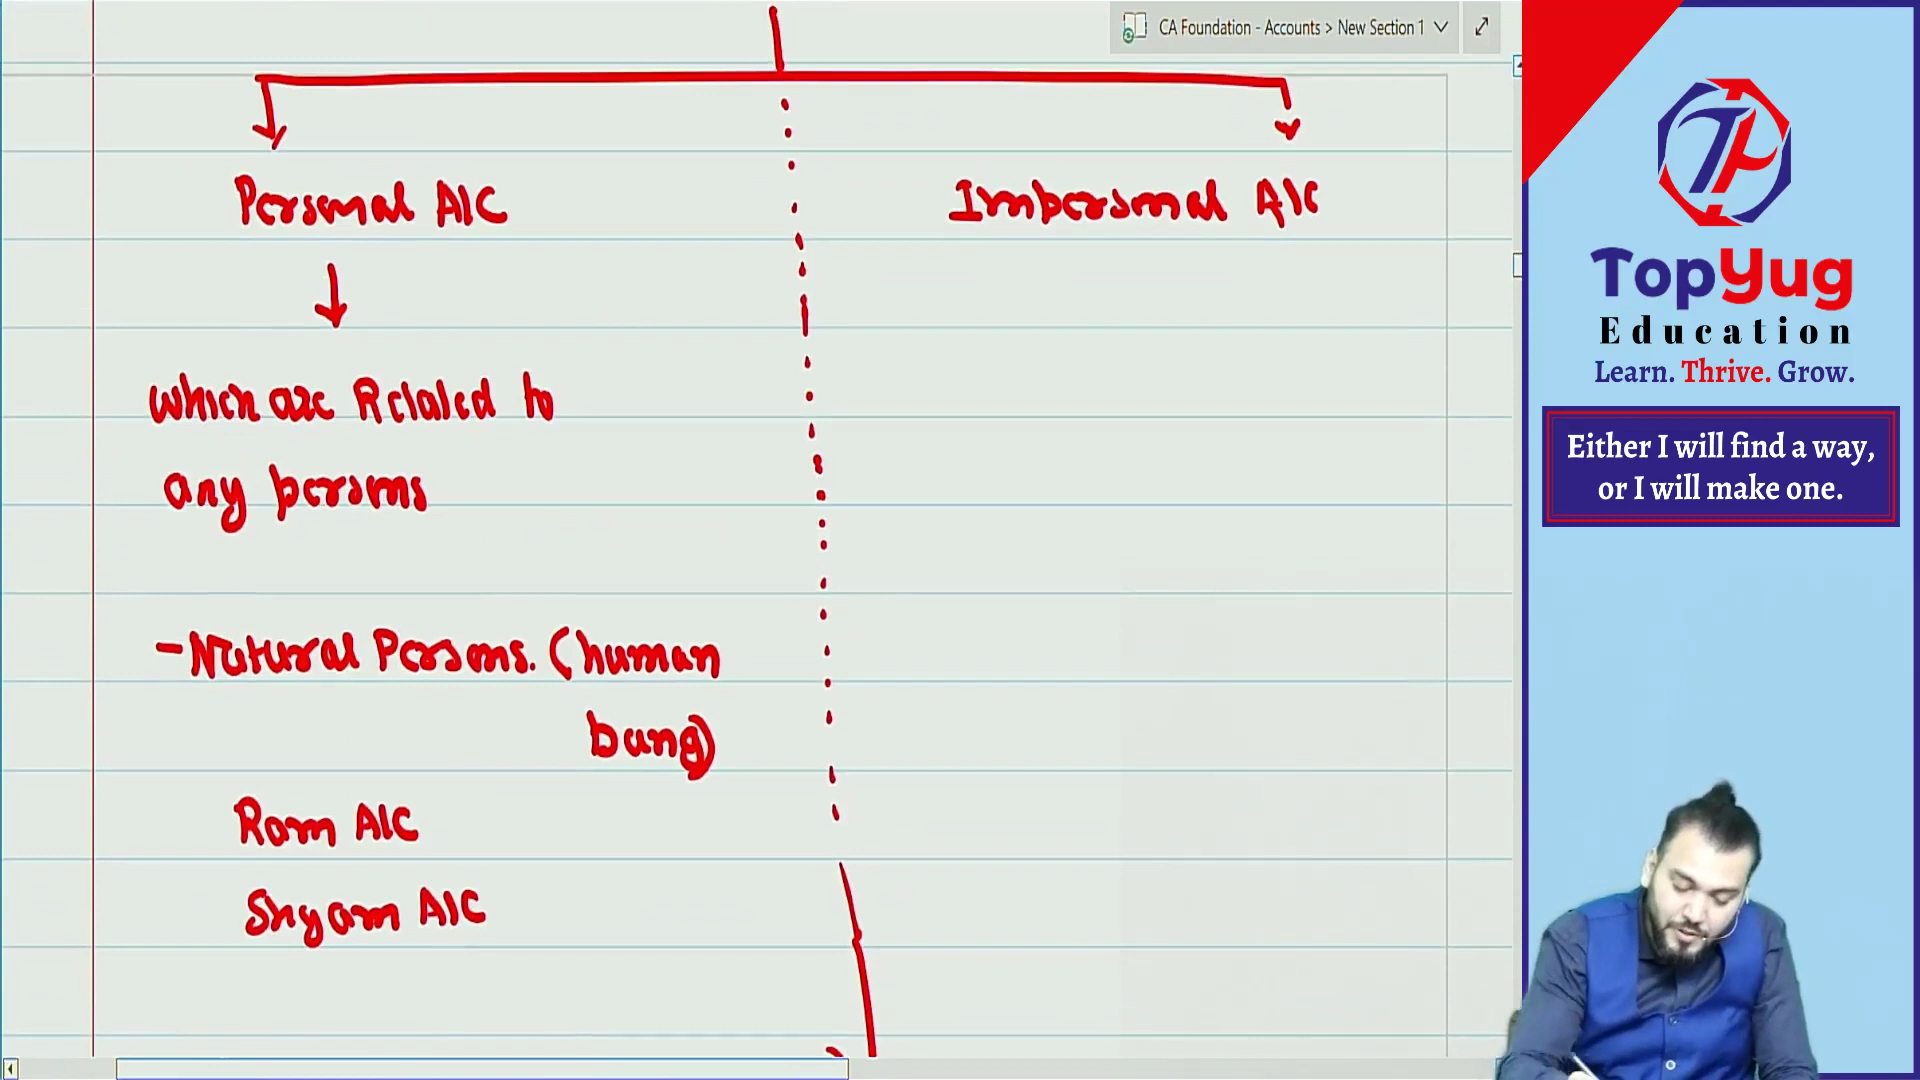 CA Foundation - Accounts > New Section 1
Personal A/C
Impersonal A/C
which are Related to
any persons
- Natural Persons. (human
being)
Ram A/C
Shyam A/C
TopYug
Education
Learn. Thrive. Grow.
Either I will find a way,
or I will make one.